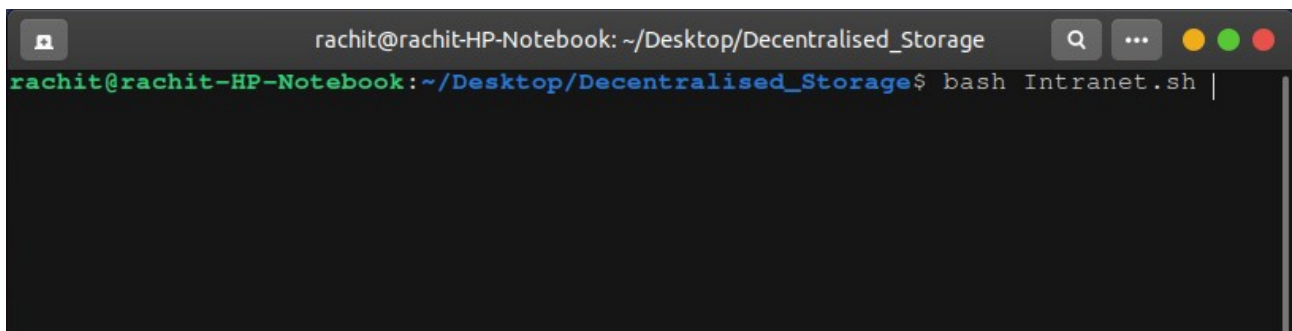 rachit@rachit-HP-Notebook: ~/Desktop/Decentralised_Storage
rachit@rachit-HP-Notebook:~/Desktop/Decentralised_Storage$ bash Intranet.sh